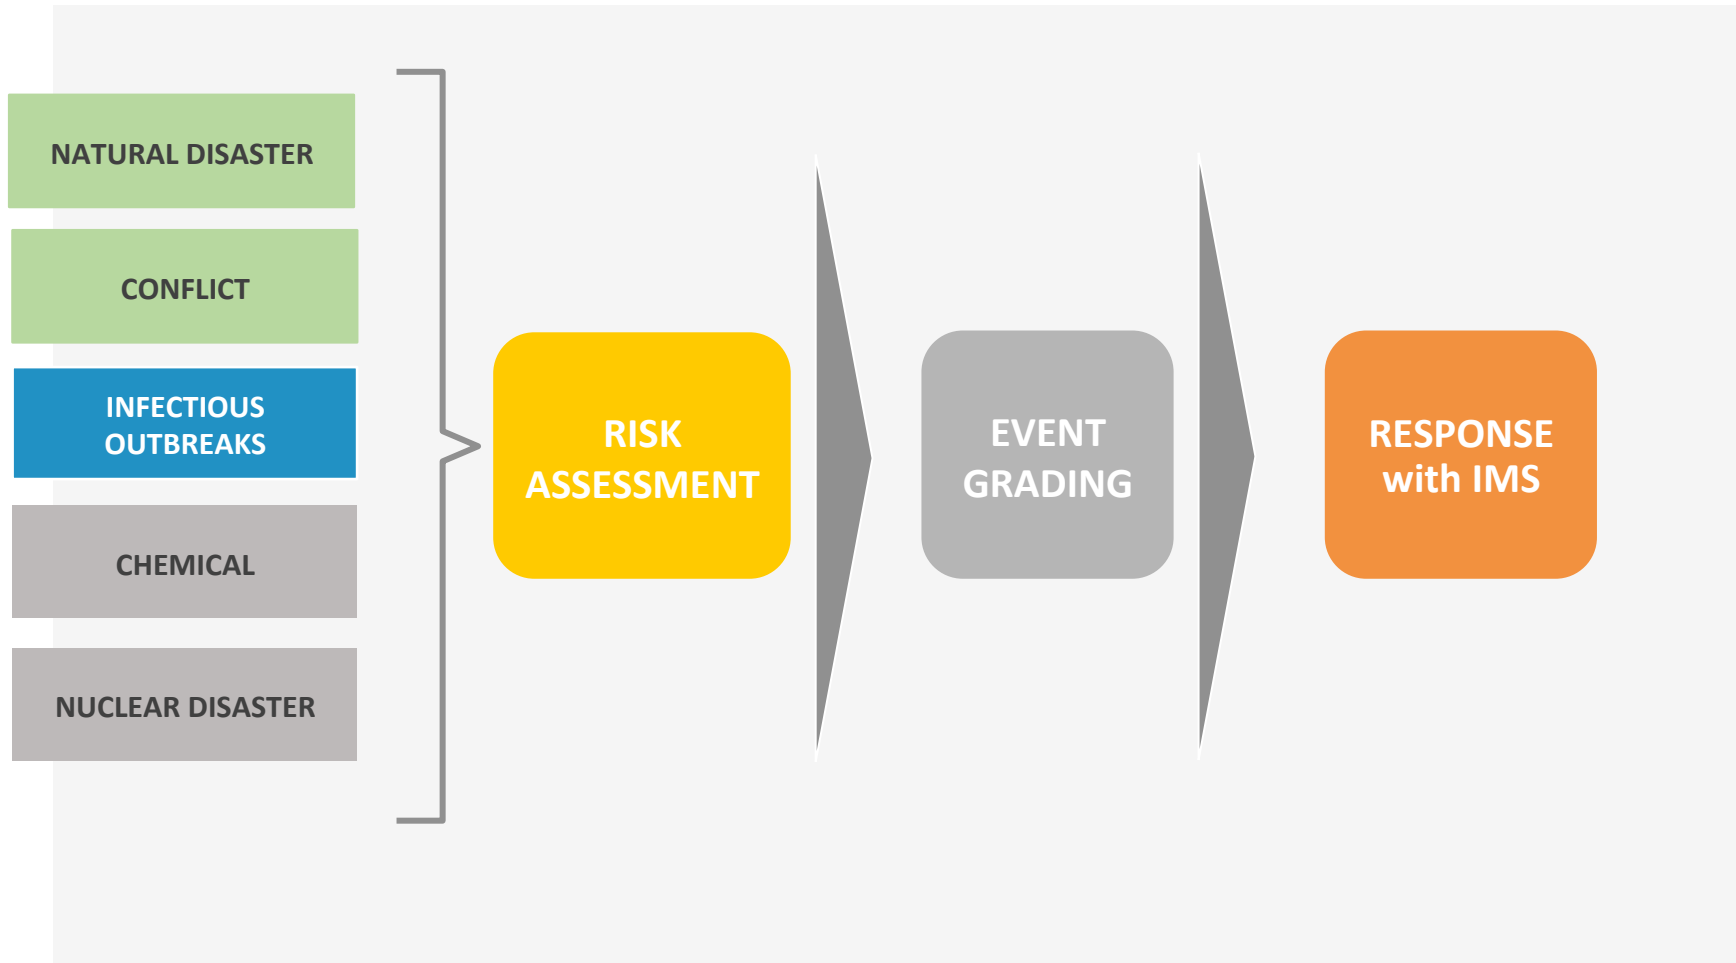 NATURAL DISASTER
CONFLICT
INFECTIOUS
OUTBREAKS
CHEMICAL
NUCLEAR DISASTER
RISK
ASSESSMENT
EVENT
GRADING
RESPONSE
with IMS